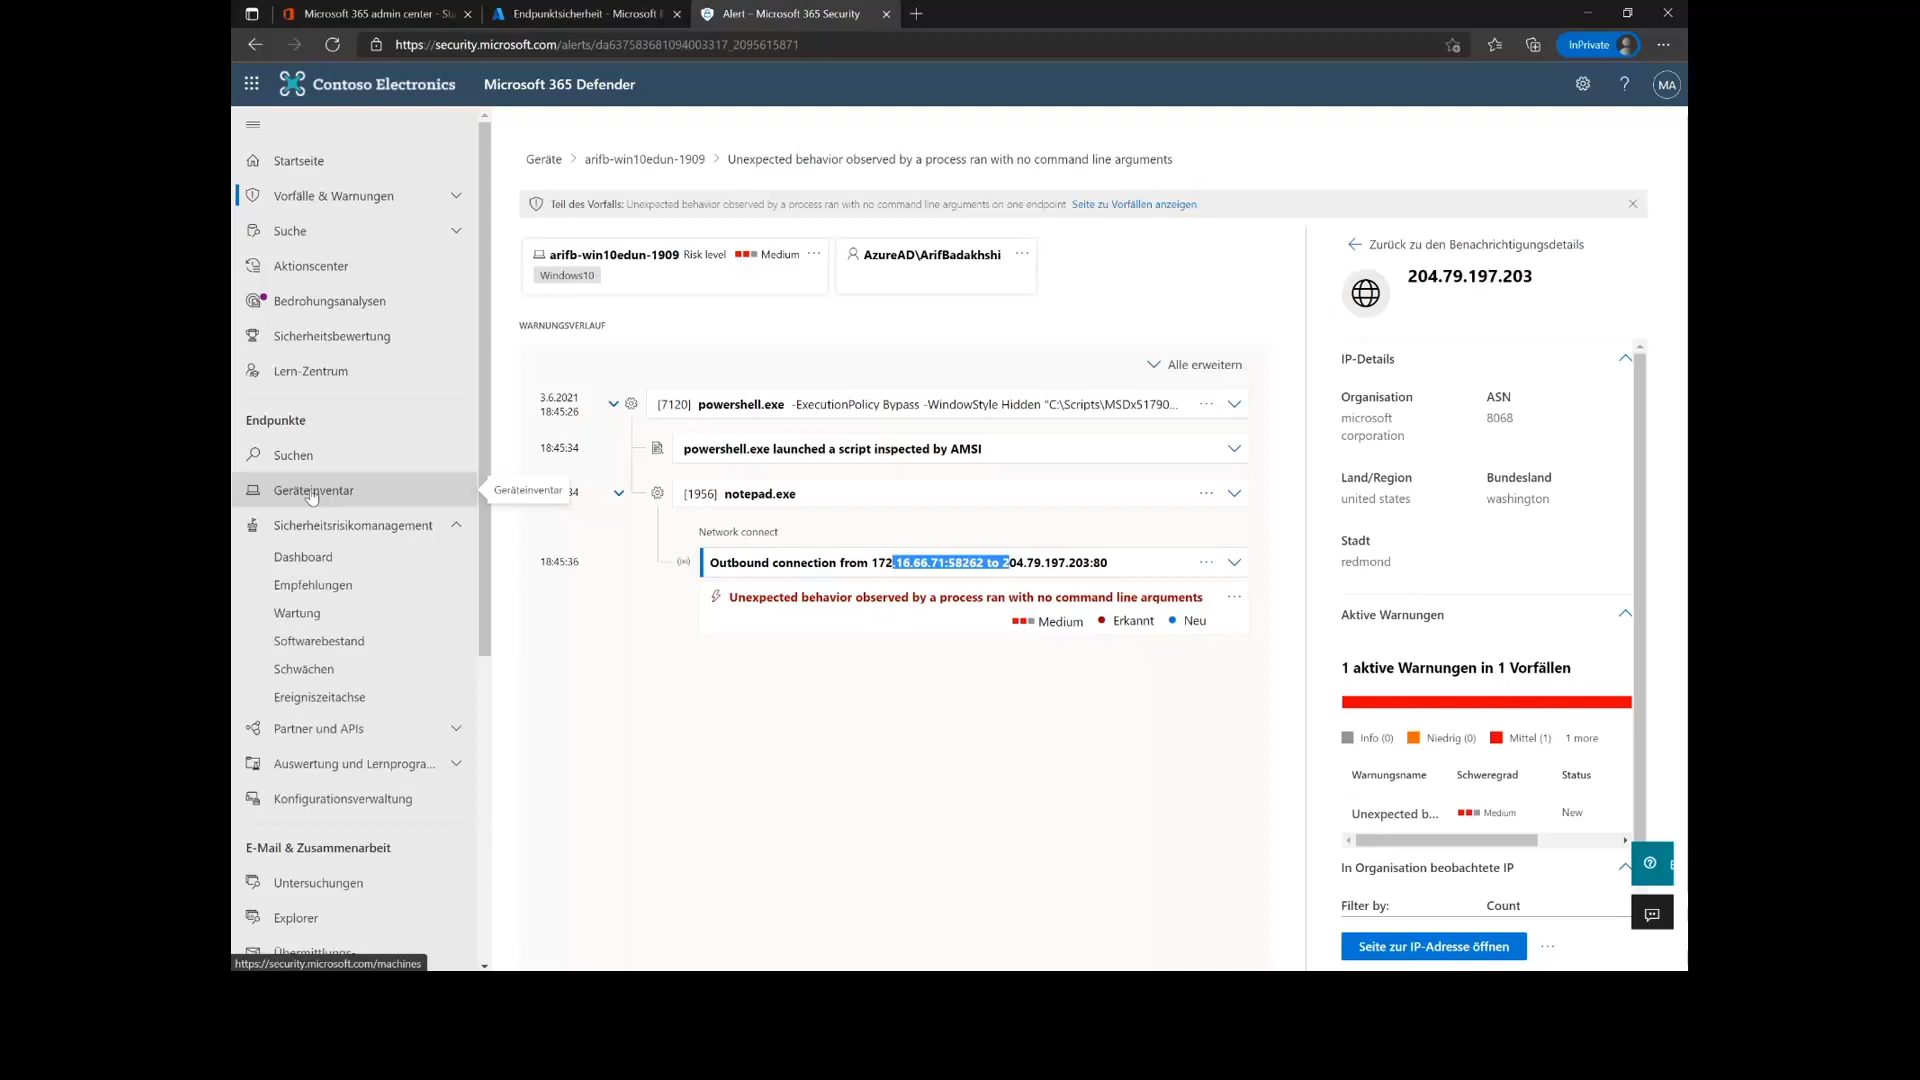 Microsoft 365 admin center - Sta
Endpunktsicherheit - Microsoft E
Alert – Microsoft 365 Security
https://security.microsoft.com/alerts/da637583681094003317_2095615871
InPrivate
Contoso Electronics
Microsoft 365 Defender
MA
Startseite
Vorfälle & Warnungen
Suche
Aktionscenter
Bedrohungsanalysen
Sicherheitsbewertung
Lern-Zentrum
Endpunkte
Suchen
Geräteinventar
Geräteinventar
Sicherheitsrisikomanagement
Dashboard
Empfehlungen
Wartung
Softwarebestand
Schwächen
Ereigniszeitachse
Partner und APIs
Auswertung und Lernprogra...
Konfigurationsverwaltung
E-Mail & Zusammenarbeit
Untersuchungen
Explorer
Übermittlungs-
https://security.microsoft.com/machines
Geräte > arifb-win10edun-1909 > Unexpected behavior observed by a process ran with no command line arguments
Teil des Vorfalls: Unexpected behavior observed by a process ran with no command line arguments on one endpoint Seite zu Vorfällen anzeigen
arifb-win10edun-1909 Risk level Medium ...
Windows10
AzureAD\ArifBadakhshi ...
WARNUNGSVERLAUF
Alle erweitern
3.6.2021
18:45:26
[7120] powershell.exe -ExecutionPolicy Bypass -WindowStyle Hidden "C:\Scripts\MSDx51790... ...
18:45:34
powershell.exe launched a script inspected by AMSI
34
[1956] notepad.exe ...
Network connect
18:45:36
Outbound connection from 172.16.66.71:58262 to 204.79.197.203:80 ...
Unexpected behavior observed by a process ran with no command line arguments ...
Medium Erkannt Neu
Zurück zu den Benachrichtigungsdetails
204.79.197.203
IP-Details
Organisation ASN
microsoft corporation 8068
Land/Region Bundesland
united states washington
Stadt
redmond
Aktive Warnungen
1 aktive Warnungen in 1 Vorfällen
Info (0) Niedrig (0) Mittel (1) 1 more
Warnungsname Schweregrad Status
Unexpected b... Medium New
In Organisation beobachtete IP
Filter by: Count
Seite zur IP-Adresse öffnen ...